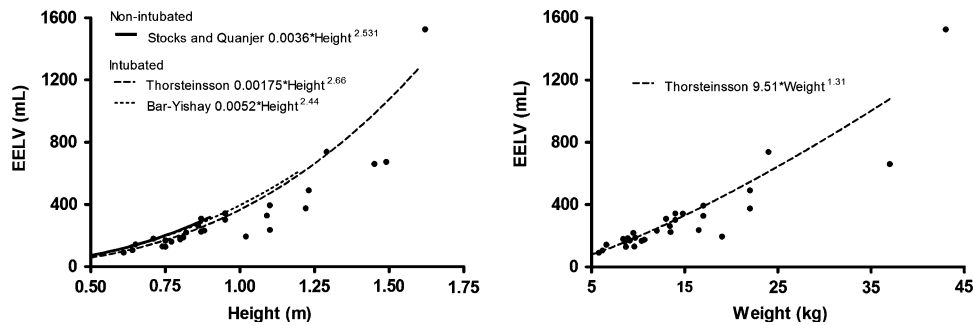 1600
1200
800
400
0
EELV (mL)
Non-intubated
Stocks and Quanjer 0.0036*Height^2.531
Intubated
Thorsteinsson 0.00175*Height^2.66
Bar-Yishay 0.0052*Height^2.44
0.50 0.75 1.00 1.25 1.50 1.75
Height (m)
1600
1200
800
400
0
EELV (mL)
Thorsteinsson 9.51*Weight^1.31
5 15 25 35 45
Weight (kg)